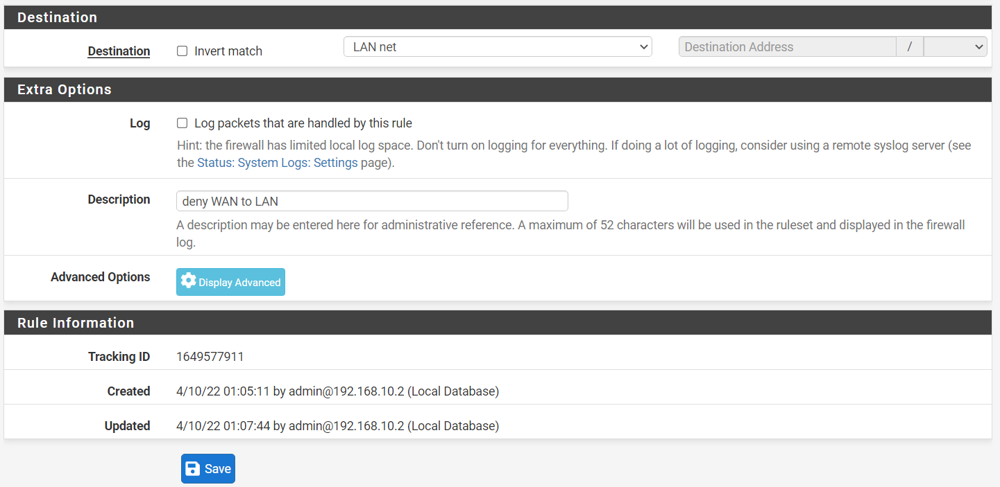 Destination
Destination Invert match LAN net Destination Address /
Extra Options
Log Log packets that are handled by this rule
Hint: the firewall has limited local log space. Don't turn on logging for everything. If doing a lot of logging, consider using a remote syslog server (see
the Status: System Logs: Settings page).
Description deny WAN to LAN
A description may be entered here for administrative reference. A maximum of 52 characters will be used in the ruleset and displayed in the firewall
log.
Advanced Options Display Advanced
Rule Information
Tracking ID 1649577911
Created 4/10/22 01:05:11 by admin@192.168.10.2 (Local Database)
Updated 4/10/22 01:07:44 by admin@192.168.10.2 (Local Database)
Save